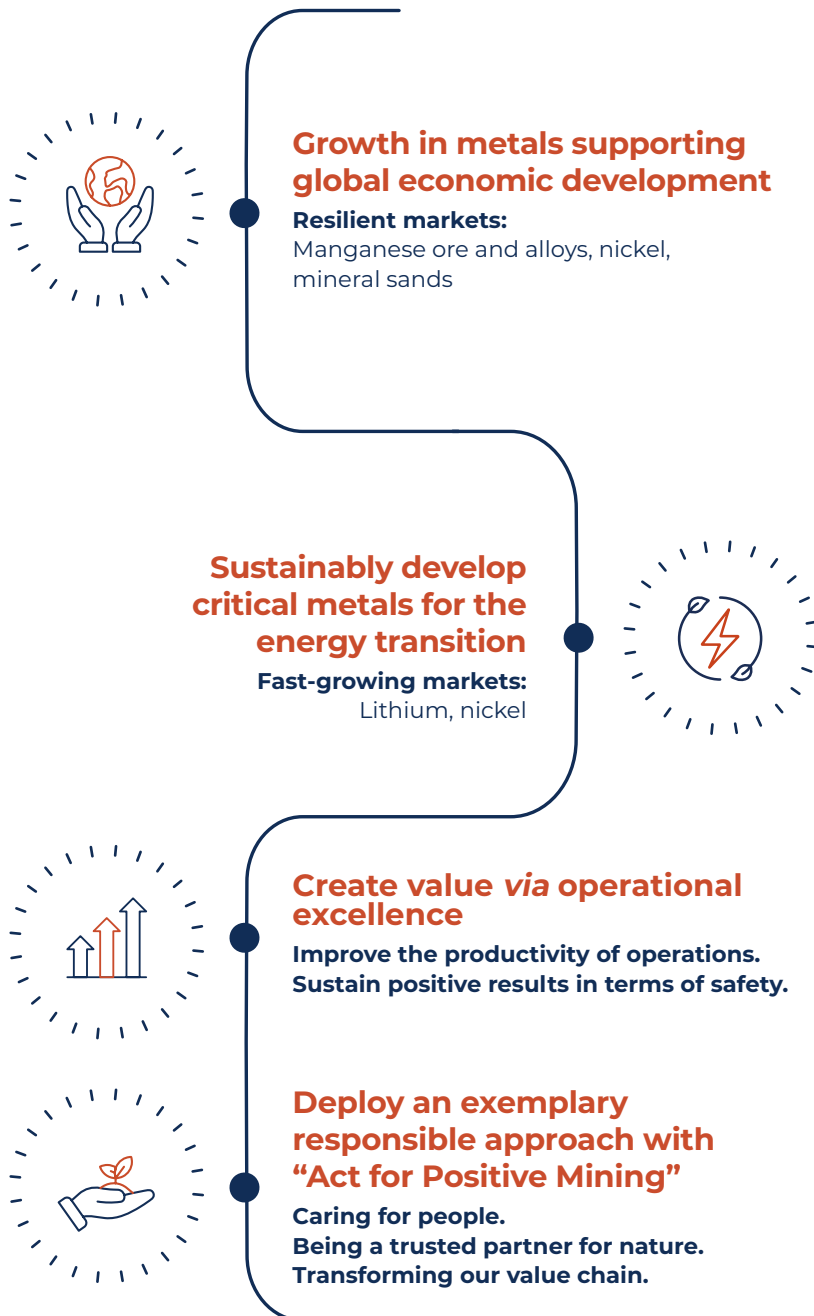 Growth in metals supporting
global economic development
Resilient markets:
Manganese ore and alloys, nickel,
mineral sands
Sustainably develop
critical metals for the
energy transition
Fast-growing markets:
Lithium, nickel
Create value via operational
excellence
Improve the productivity of operations.
Sustain positive results in terms of safety.
Deploy an exemplary
responsible approach with
“Act for Positive Mining”
Caring for people.
Being a trusted partner for nature.
Transforming our value chain.